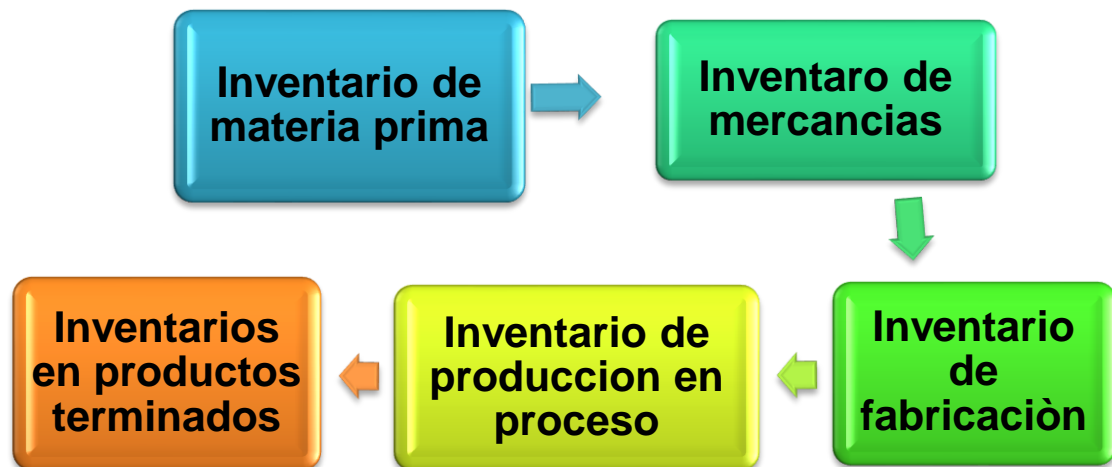 Inventario de
materia prima
Inventaro de
mercancias
Inventario
de
fabricaciòn
Inventario de
produccion en
proceso
Inventarios
en productos
terminados